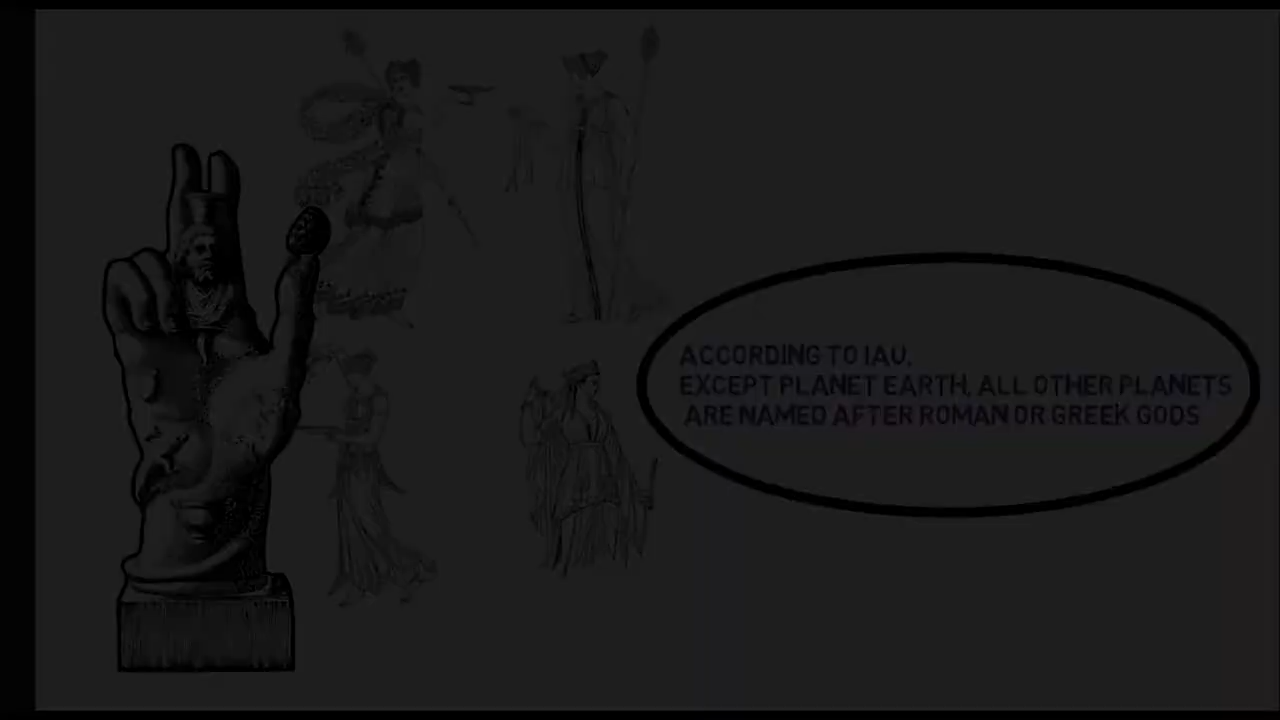 ACCORDING TO IAU,
EXCEPT PLANET EARTH, ALL OTHER PLANETS
ARE NAMED AFTER ROMAN OR GREEK GODS